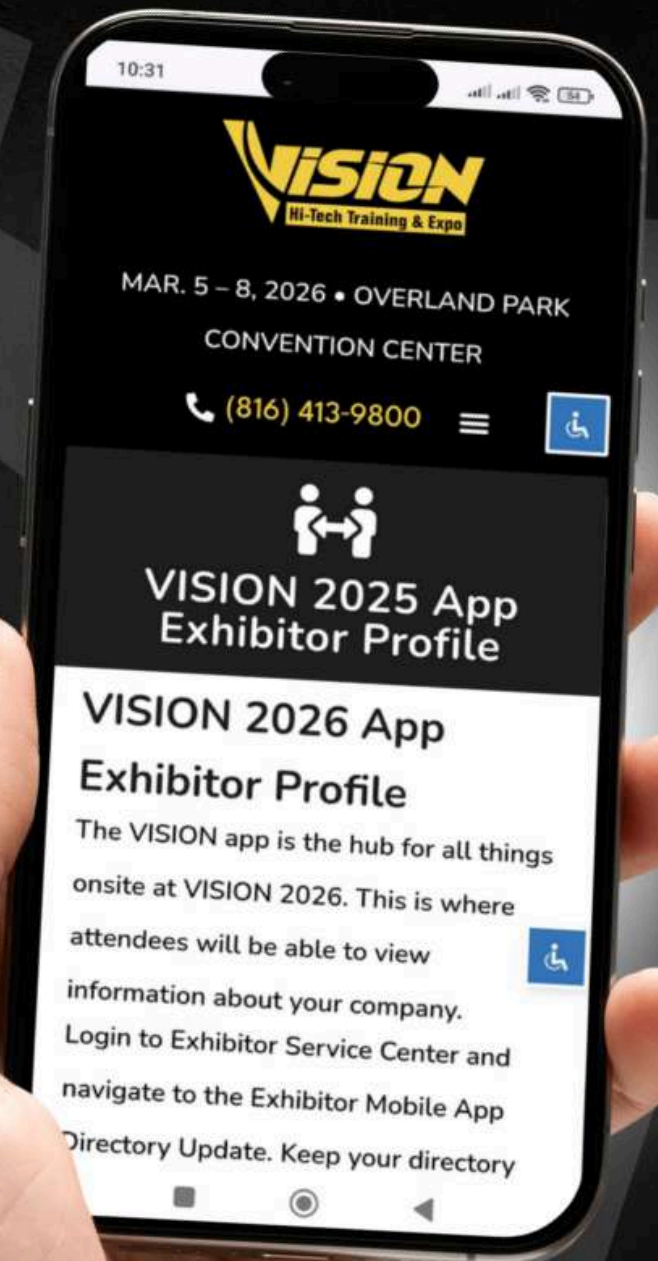 10:31
54
VISION
Hi-Tech Training & Expo
MAR. 5 – 8, 2026 • OVERLAND PARK
CONVENTION CENTER
(816) 413-9800
VISION 2025 App
Exhibitor Profile
VISION 2026 App
Exhibitor Profile
The VISION app is the hub for all things
onsite at VISION 2026. This is where
attendees will be able to view
information about your company.
Login to Exhibitor Service Center and
navigate to the Exhibitor Mobile App
Directory Update. Keep your directory